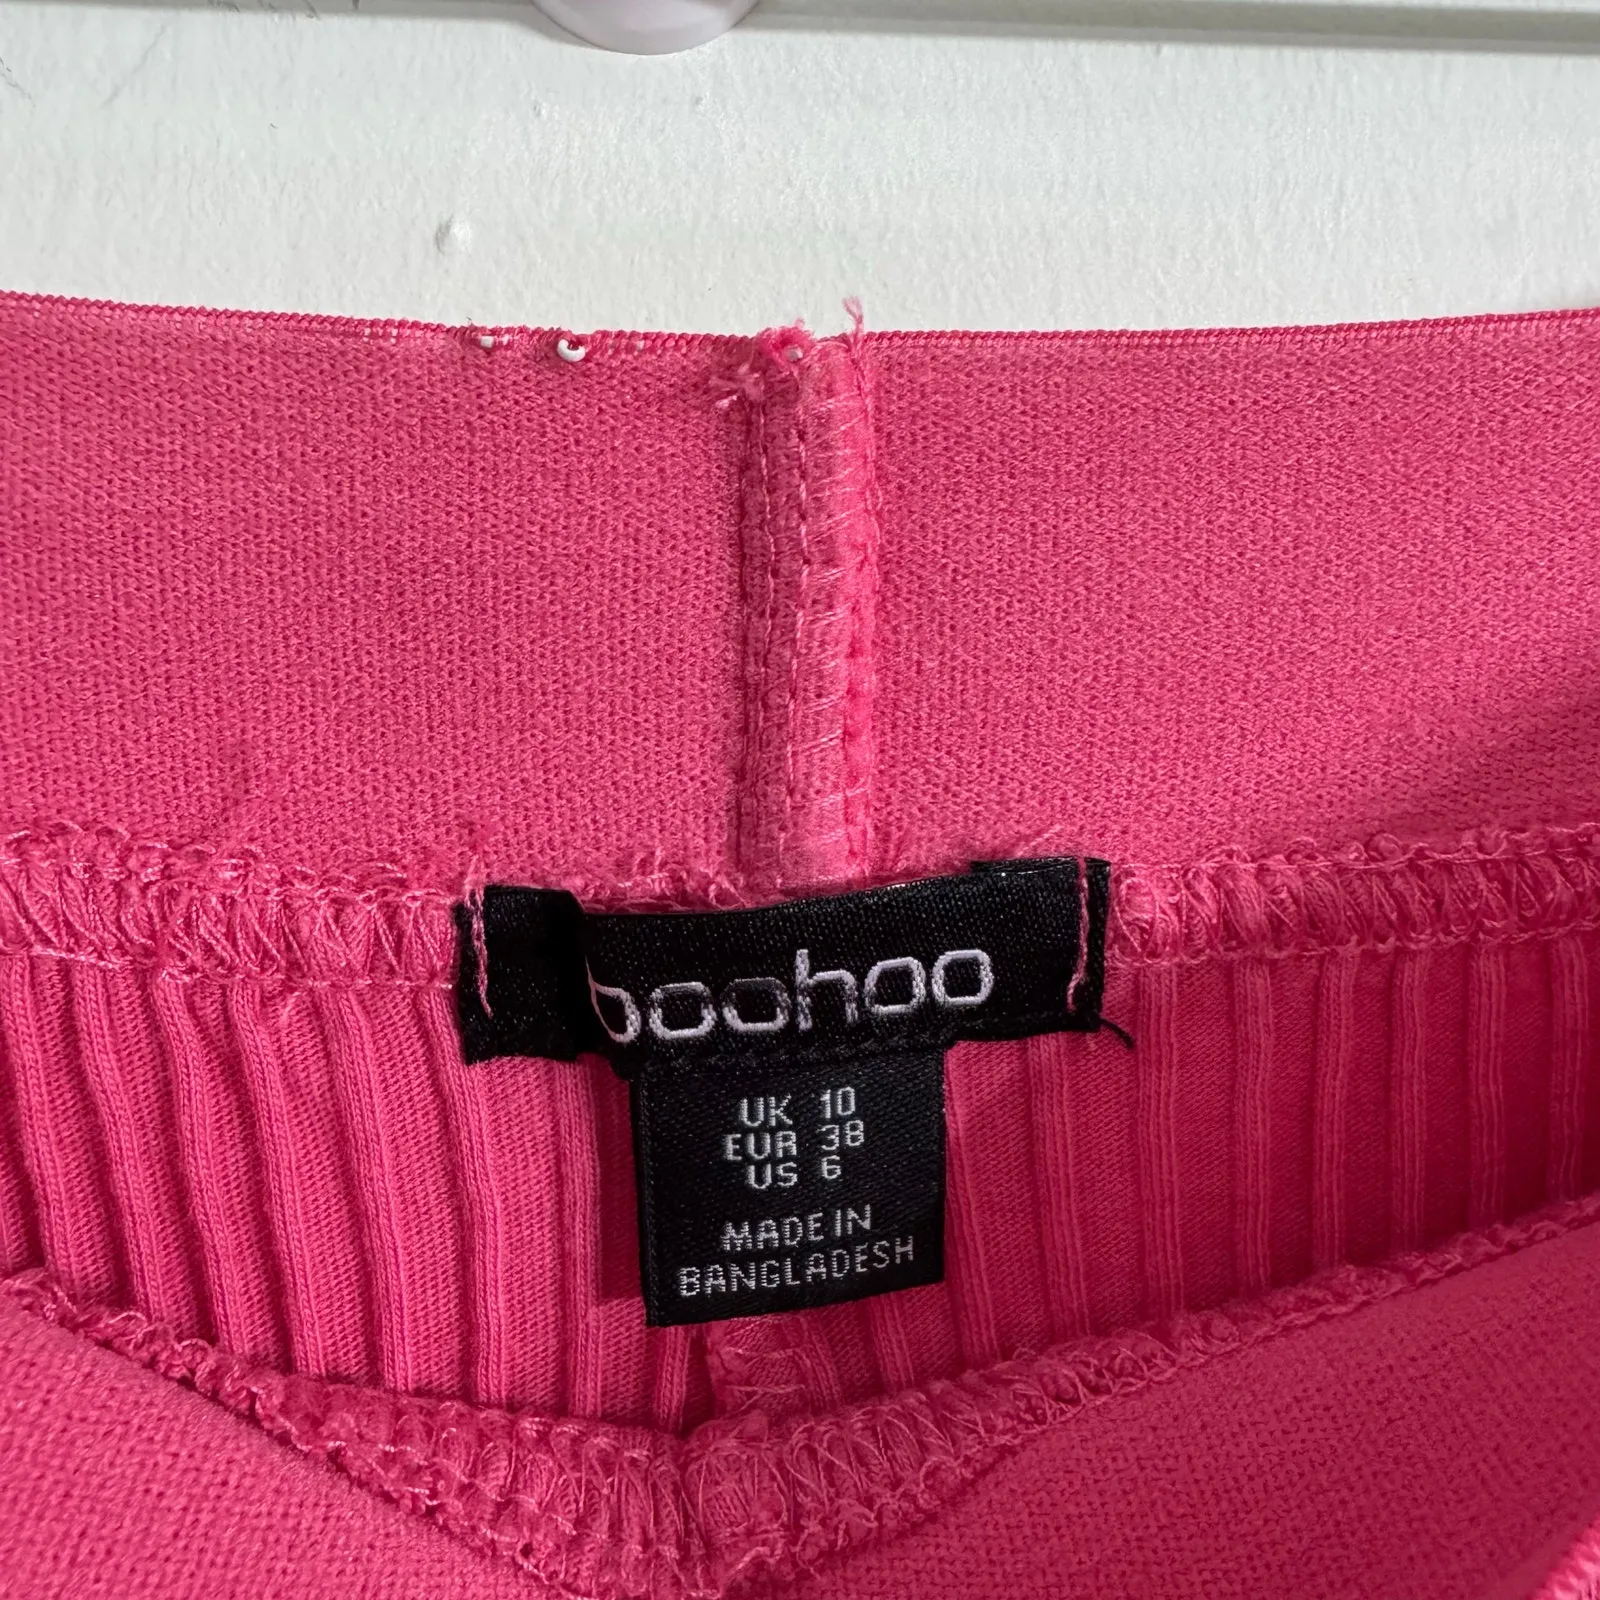 boohoo
UK 10
EUR 38
US 6
MADE IN
BANGLADESH